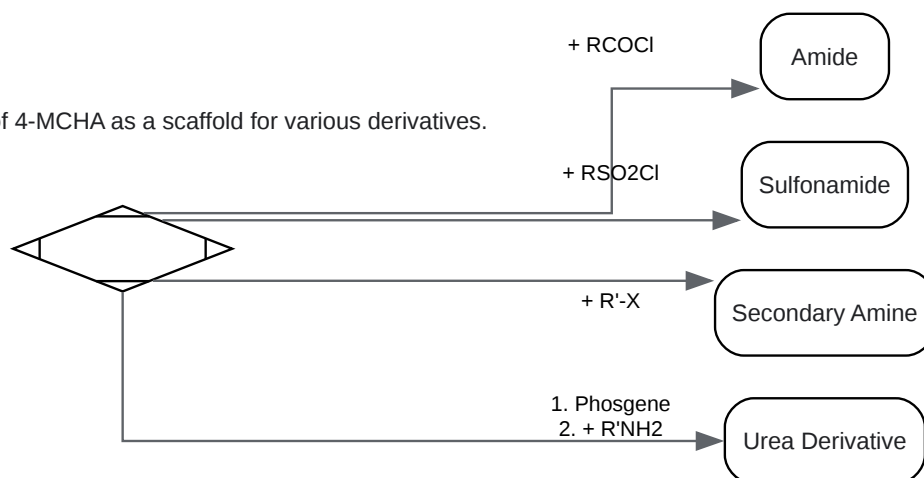 + RCOCl
Amide
of 4-MCHA as a scaffold for various derivatives.
+ RSO2Cl
Sulfonamide
+ R'-X
Secondary Amine
1. Phosgene
2. + R'NH2
Urea Derivative